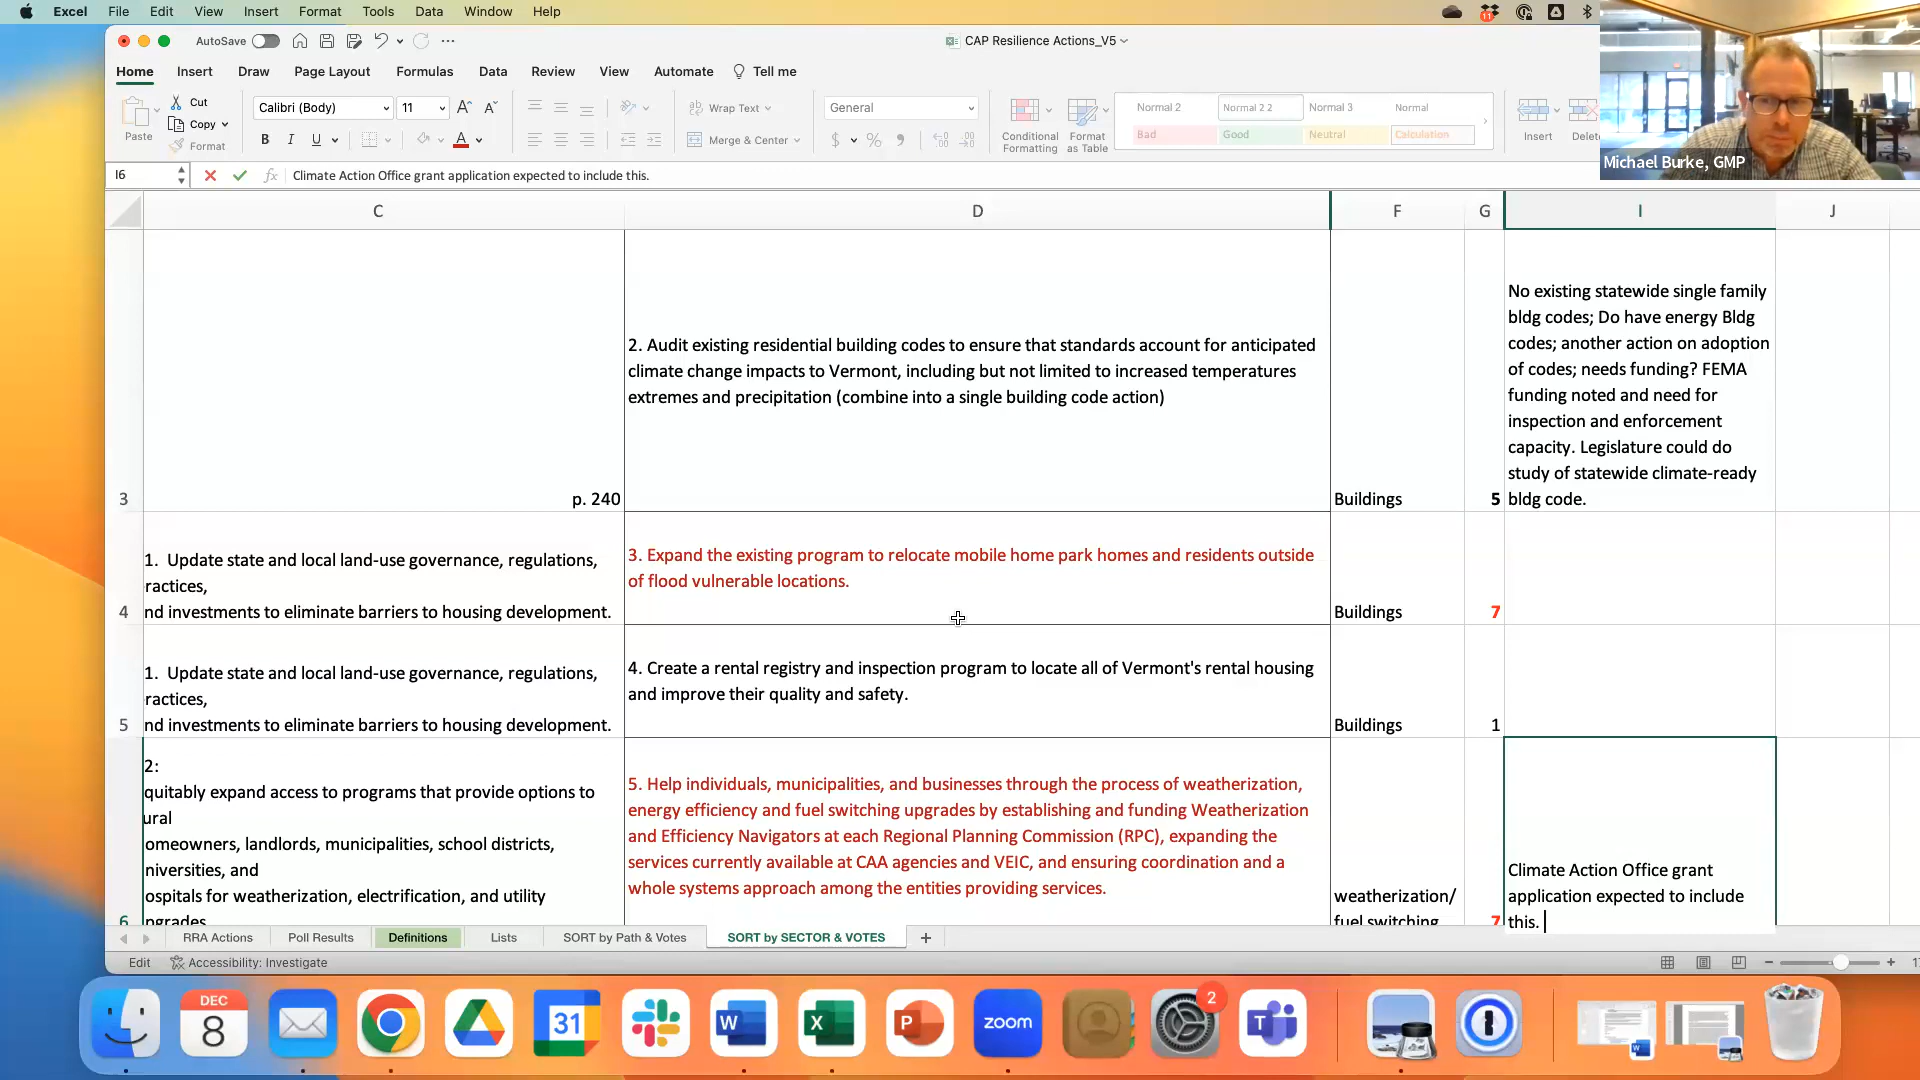 Excel File Edit View Insert Format Tools Data Window Help
11
AutoSave
CAP Resilience Actions_V5
Home Insert Draw Page Layout Formulas Data Review View Automate Tell me
Paste
Cut
Copy
Format
Calibri (Body) 11
B I U
Wrap Text
Merge & Center
General
Conditional Formatting
Format as Table
Normal 2 Normal 2 2 Normal 3 Normal
Bad Good Neutral Calculation
Insert
Delet
Michael Burke, GMP
I6 fx Climate Action Office grant application expected to include this.
C D F G I J
3
p. 240
2. Audit existing residential building codes to ensure that standards account for anticipated
climate change impacts to Vermont, including but not limited to increased temperatures
extremes and precipitation (combine into a single building code action)
Buildings
5
No existing statewide single family
bldg codes; Do have energy Bldg
codes; another action on adoption
of codes; needs funding? FEMA
funding noted and need for
inspection and enforcement
capacity. Legislature could do
study of statewide climate-ready
bldg code.
4
1. Update state and local land-use governance, regulations,
ractices,
nd investments to eliminate barriers to housing development.
3. Expand the existing program to relocate mobile home park homes and residents outside
of flood vulnerable locations.
Buildings
7
5
1. Update state and local land-use governance, regulations,
ractices,
nd investments to eliminate barriers to housing development.
4. Create a rental registry and inspection program to locate all of Vermont's rental housing
and improve their quality and safety.
Buildings
1
6
2:
quitably expand access to programs that provide options to
ural
omeowners, landlords, municipalities, school districts,
niversities, and
ospitals for weatherization, electrification, and utility
pgrades
5. Help individuals, municipalities, and businesses through the process of weatherization,
energy efficiency and fuel switching upgrades by establishing and funding Weatherization
and Efficiency Navigators at each Regional Planning Commission (RPC), expanding the
services currently available at CAA agencies and VEIC, and ensuring coordination and a
whole systems approach among the entities providing services.
weatherization/
fuel switching
7
Climate Action Office grant
application expected to include
this.
RRA Actions Poll Results Definitions Lists SORT by Path & Votes SORT by SECTOR & VOTES +
Edit Accessibility: Investigate
DEC
8
31
W
X
P
zoom
2
T
W